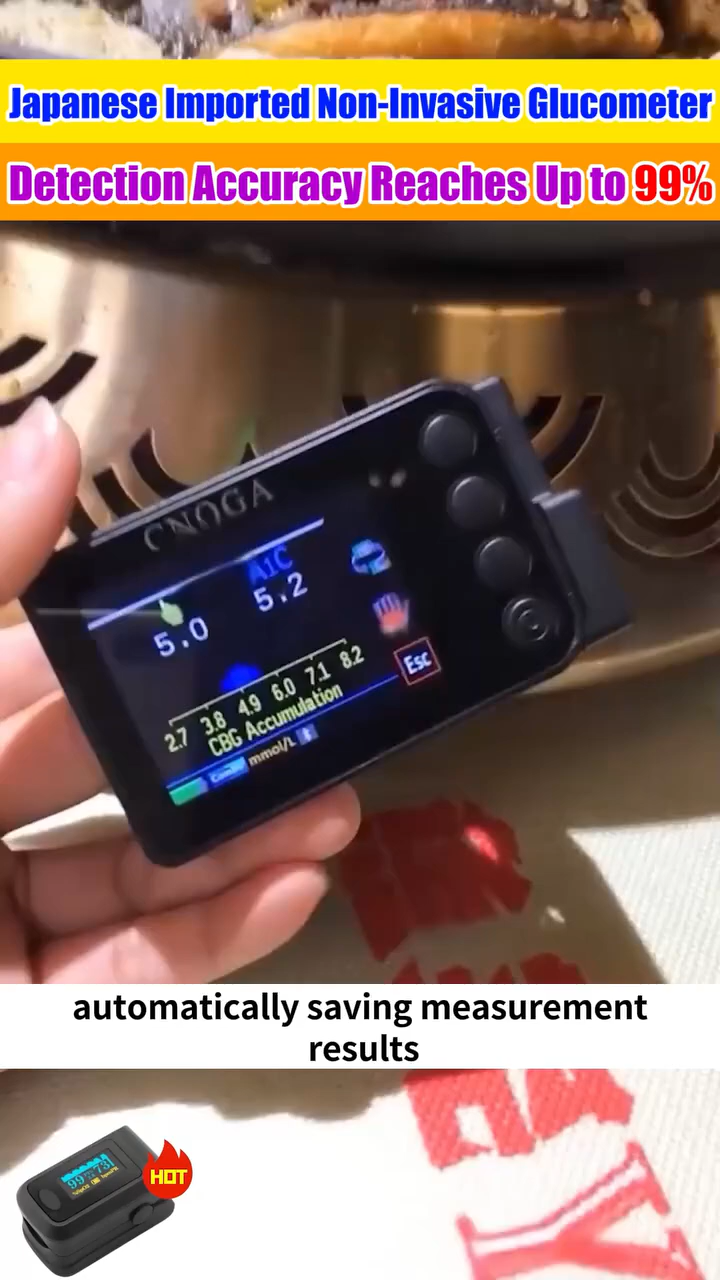 Japanese Imported Non-Invasive Glucometer
Detection Accuracy Reaches Up to 99%
CNOGA
A1C
5.0 5.2
2.7 3.8 4.9 6.0 7.1 8.2
CBG Accumulation
mmol/L
Esc
automatically saving measurement
results
HOT